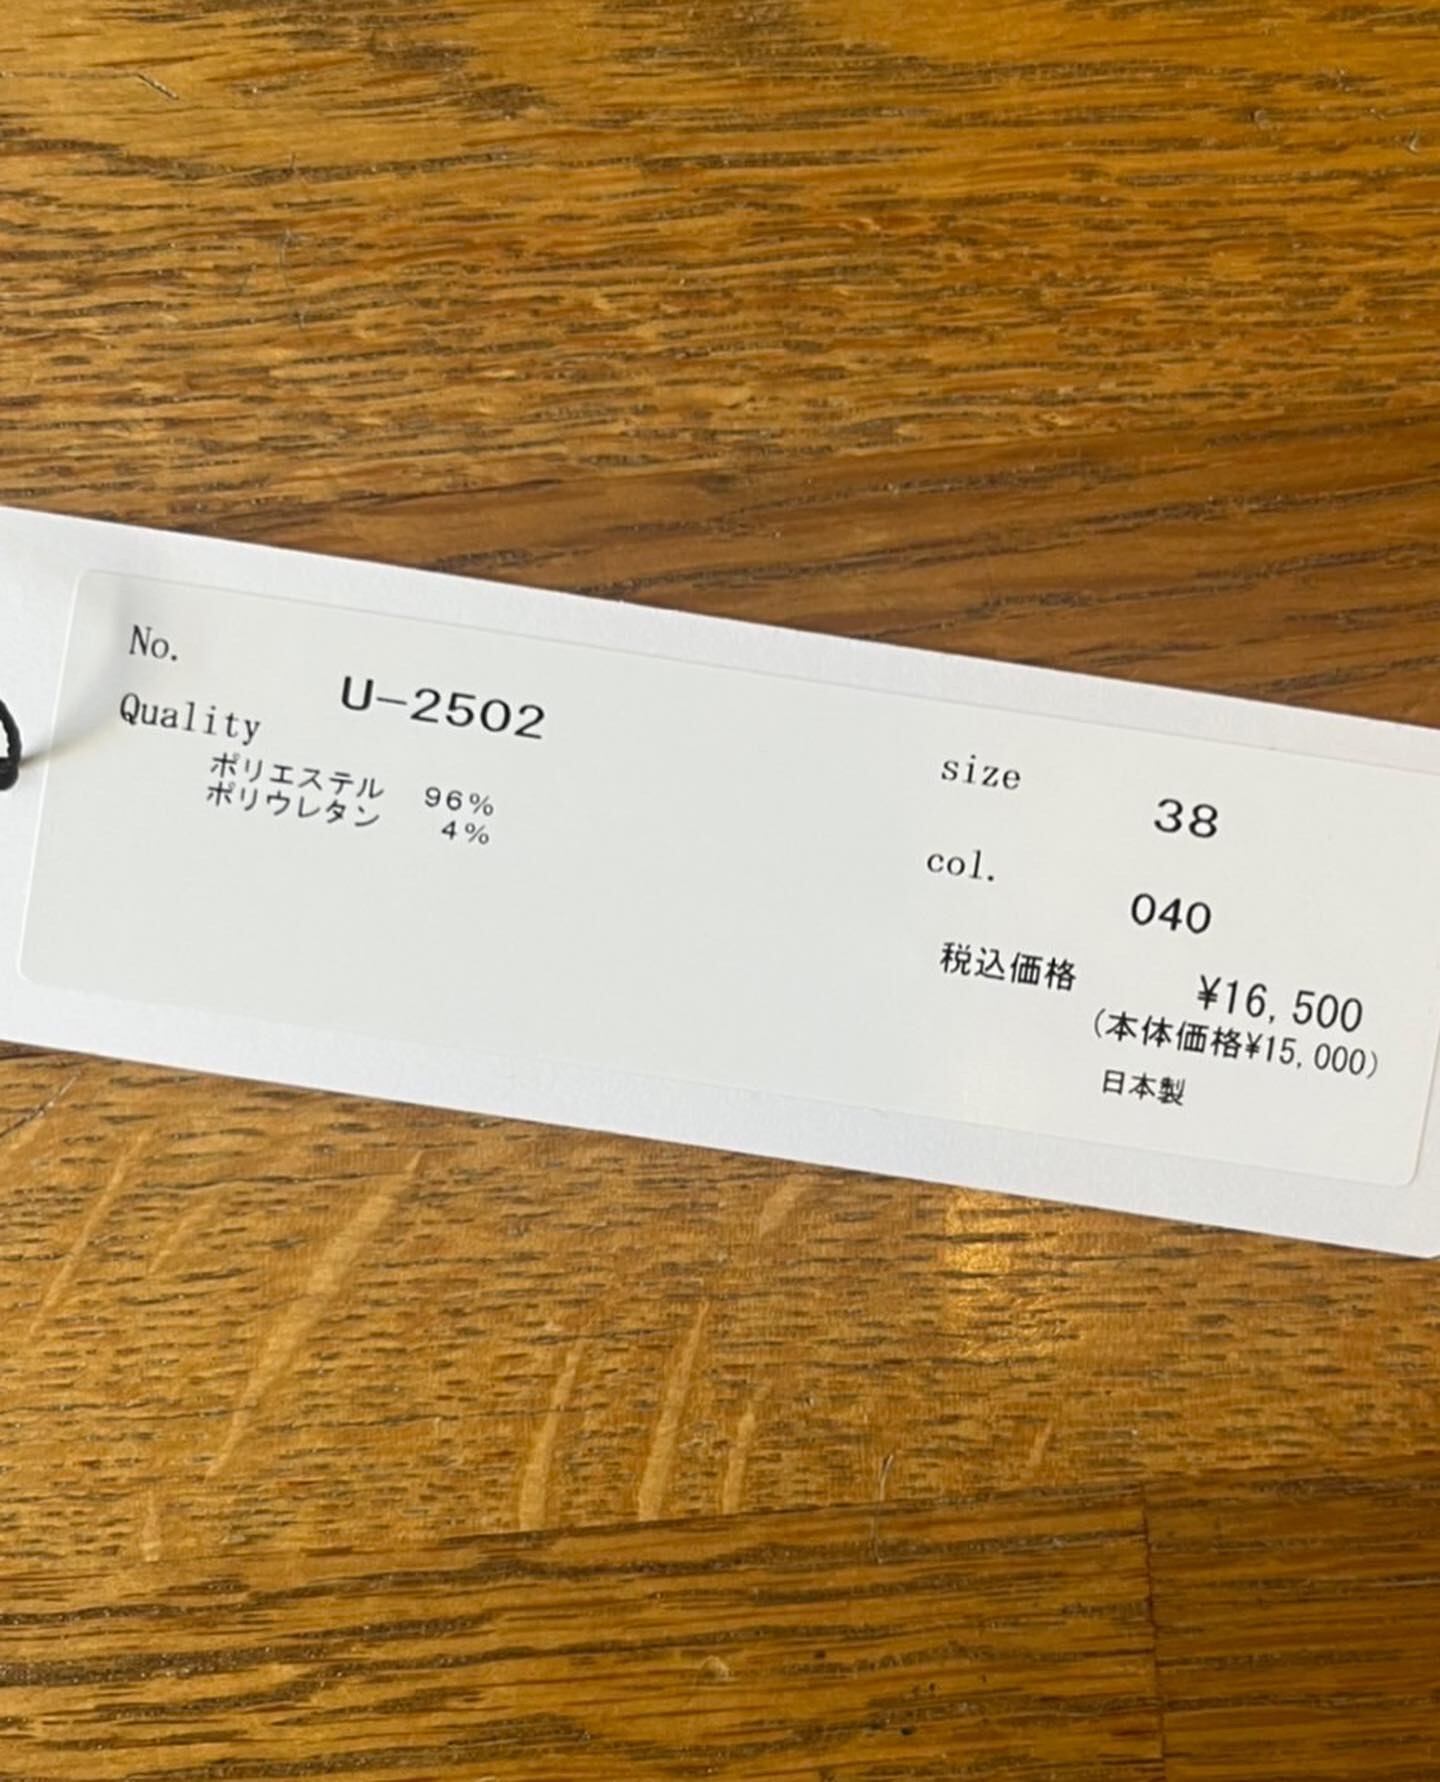 No.
U-2502
Quality
ポリエステル 96%
ポリウレタン 4%
size
38
col.
040
税込価格 ¥16,500
(本体価格¥15,000)
日本製